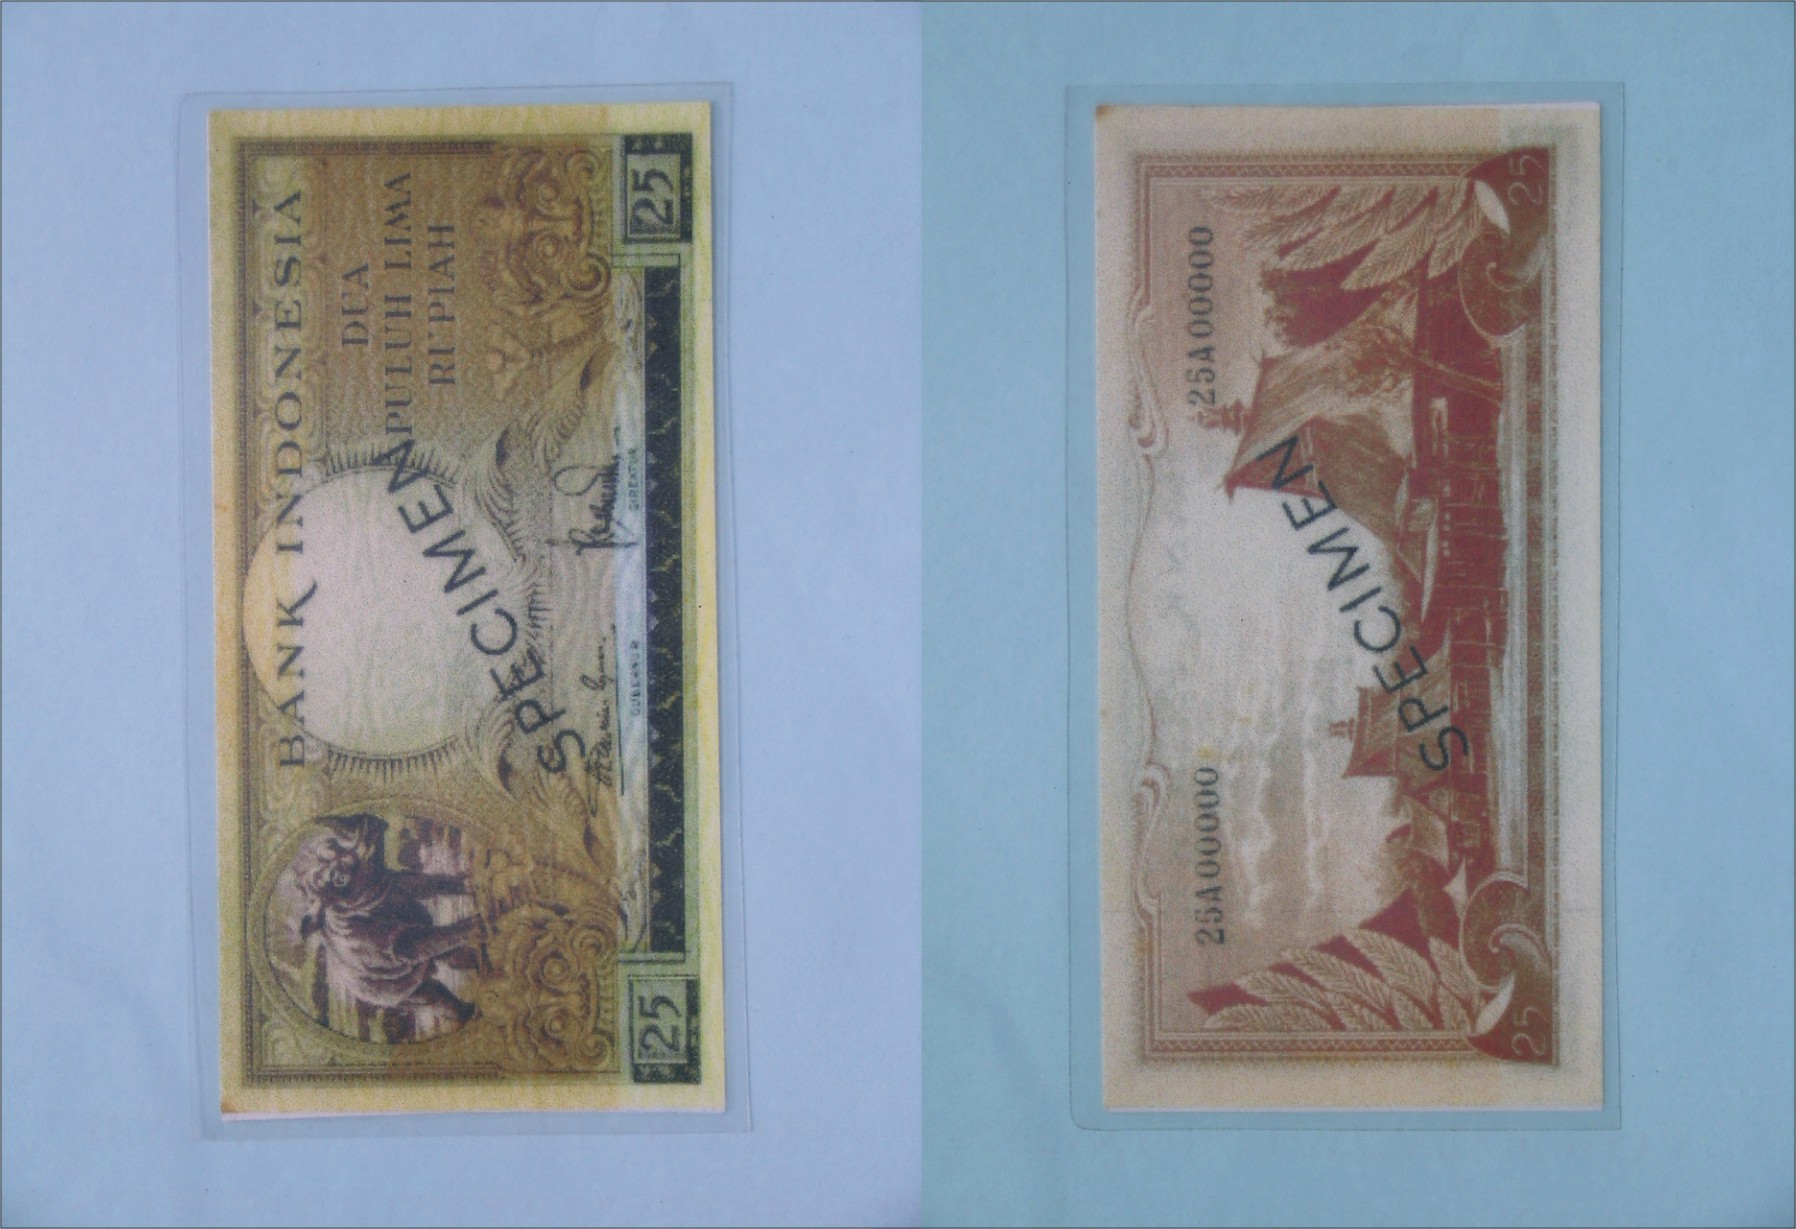 BANK INDONESIA
DUA
PULUH LIMA
RUPIAH
SPECIMEN
GUBERNUR
DIREKTUR
25
25
25A00000
25A00000
SPECIMEN
25
25